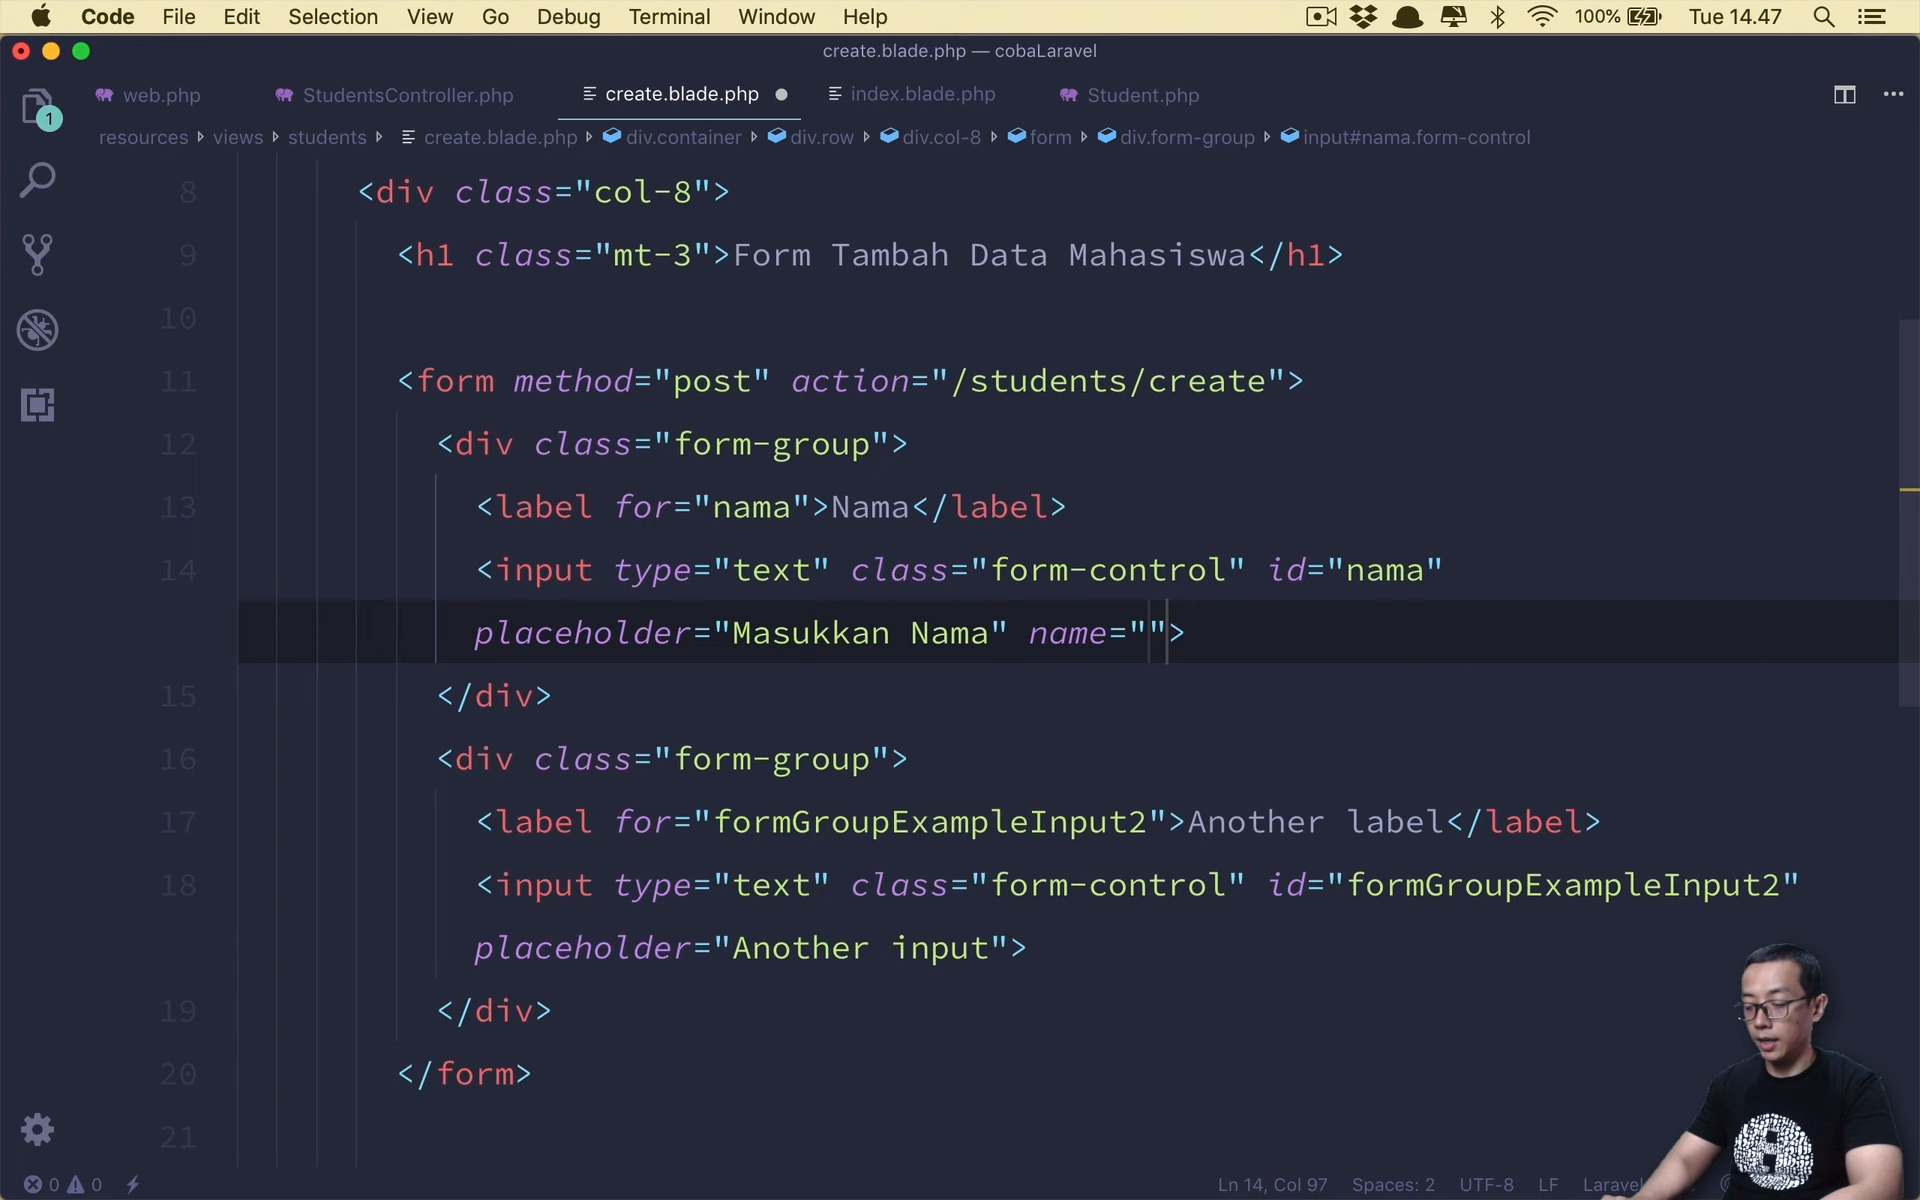 Code File Edit Selection View Go Debug Terminal Window Help 100% Tue 14.47
create.blade.php — cobaLaravel
web.php StudentsController.php create.blade.php index.blade.php Student.php
1
resources views students create.blade.php div.container div.row div.col-8 form div.form-group input#nama.form-control
8 <div class="col-8">
9 <h1 class="mt-3">Form Tambah Data Mahasiswa</h1>
10
11 <form method="post" action="/students/create">
12 <div class="form-group">
13 <label for="nama">Nama</label>
14 <input type="text" class="form-control" id="nama"
placeholder="Masukkan Nama" name="">
15 </div>
16 <div class="form-group">
17 <label for="formGroupExampleInput2">Another label</label>
18 <input type="text" class="form-control" id="formGroupExampleInput2"
placeholder="Another input">
19 </div>
20 </form>
21
0 0 Ln 14, Col 97 Spaces: 2 UTF-8 LF